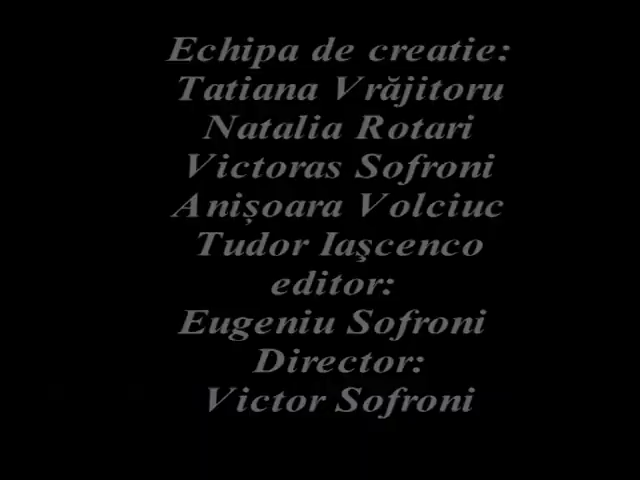 Echipa de creatie:
Tatiana Vrăjitoru
Natalia Rotari
Victoras Sofroni
Anișoara Volciuc
Tudor Iaşcenco
editor:
Eugeniu Sofroni
Director:
Victor Sofroni